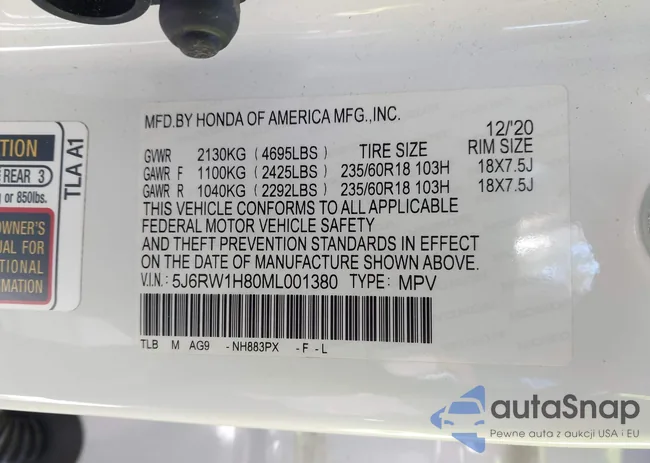 MFD.BY HONDA OF AMERICA MFG.,INC.
12/'20
GVWR 2130KG (4695LBS) TIRE SIZE RIM SIZE
GAWR F 1100KG (2425LBS) 235/60R18 103H 18X7.5J
GAWR R 1040KG (2292LBS) 235/60R18 103H 18X7.5J
THIS VEHICLE CONFORMS TO ALL APPLICABLE
FEDERAL MOTOR VEHICLE SAFETY
AND THEFT PREVENTION STANDARDS IN EFFECT
ON THE DATE OF MANUFACTURE SHOWN ABOVE.
V.I.N.: 5J6RW1H80ML001380 TYPE: MPV
TLB M AG9 -NH883PX -F-L
TION
REAR 3
or 850lbs.
OWNER'S
UAL FOR
TIONAL
RMATION
TLA A1
autaSnap
Pewne auta z aukcji USA i EU